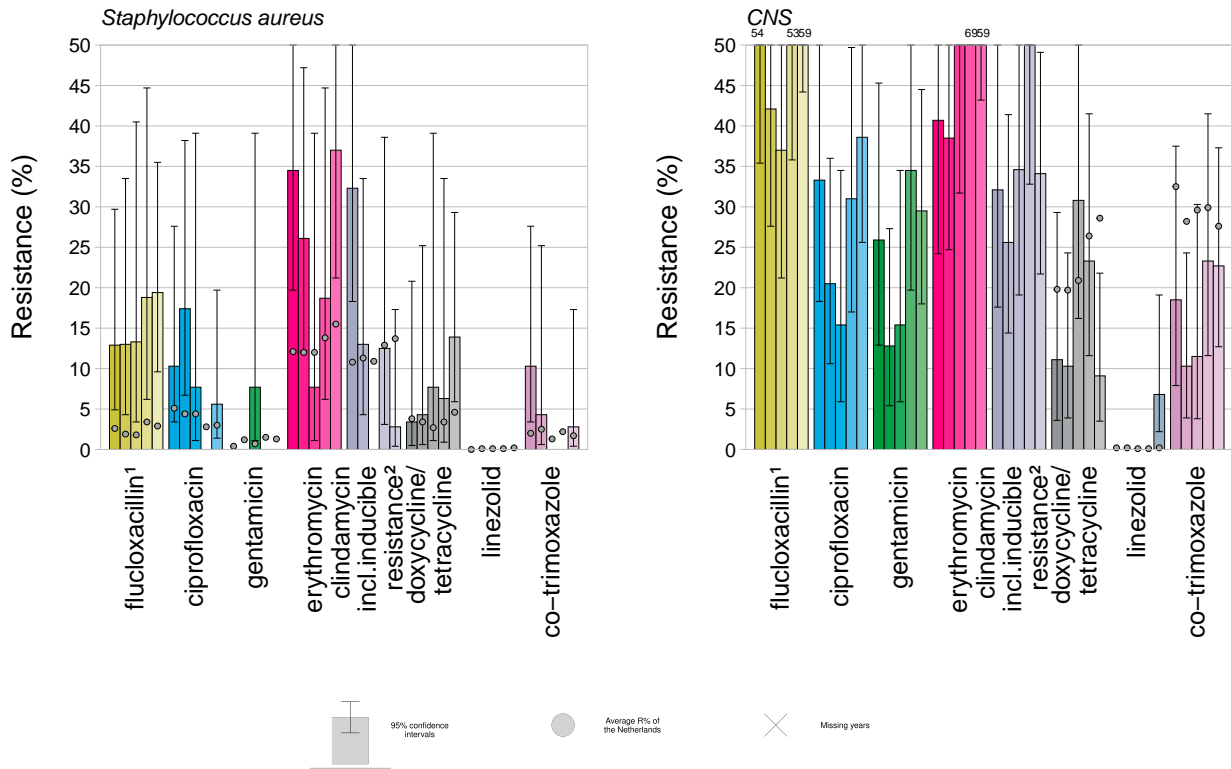 Staphylococcus aureus
Resistance (%)
50
45
40
35
30
25
20
15
10
5
0
flucloxacillin¹
ciprofloxacin
gentamicin
erythromycin
clindamycin
incl.inducible
resistance²
doxycycline/
tetracycline
linezolid
co−trimoxazole
CNS
54 5359 6959
Resistance (%)
50
45
40
35
30
25
20
15
10
5
0
flucloxacillin¹
ciprofloxacin
gentamicin
erythromycin
clindamycin
incl.inducible
resistance²
doxycycline/
tetracycline
linezolid
co−trimoxazole
95% confidence
intervals
Average R% of
the Netherlands
Missing years